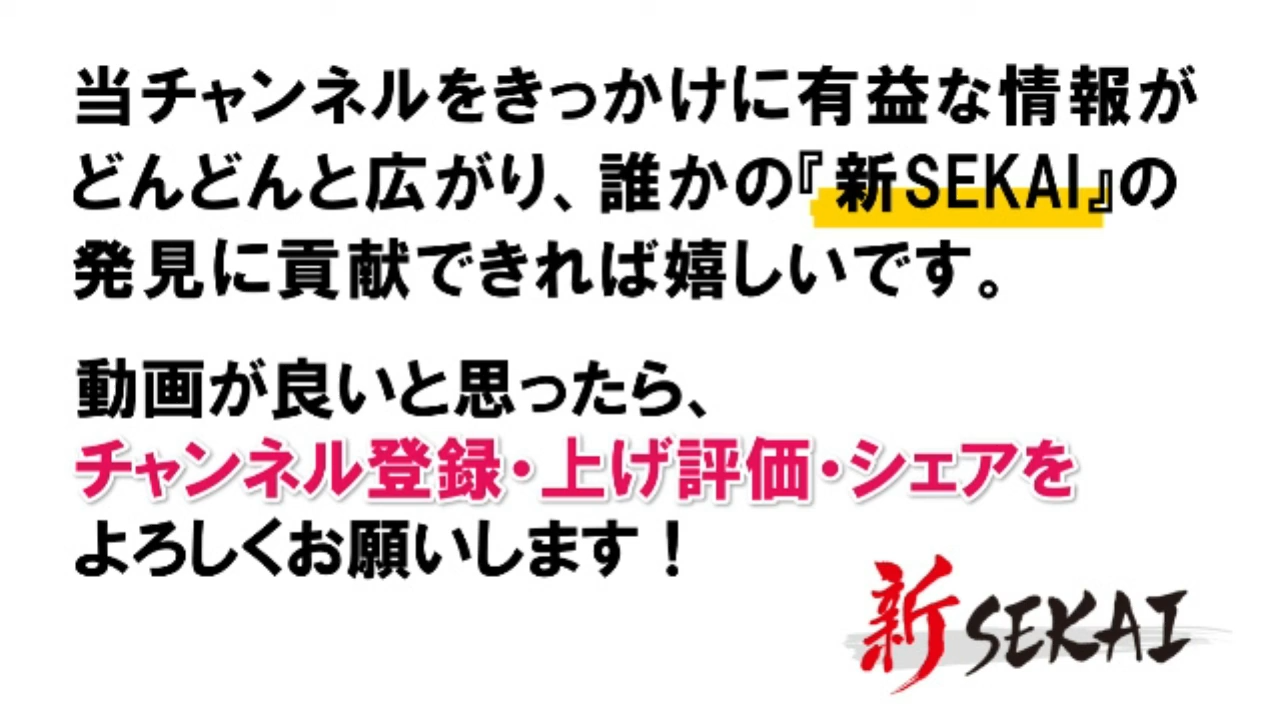 当チャンネルをきっかけに有益な情報が
どんどんと広がり、誰かの『新SEKAI』の
発見に貢献できれば嬉しいです。
動画が良いと思ったら、
チャンネル登録・上げ評価・シェアを
よろしくお願いします！
新SEKAI